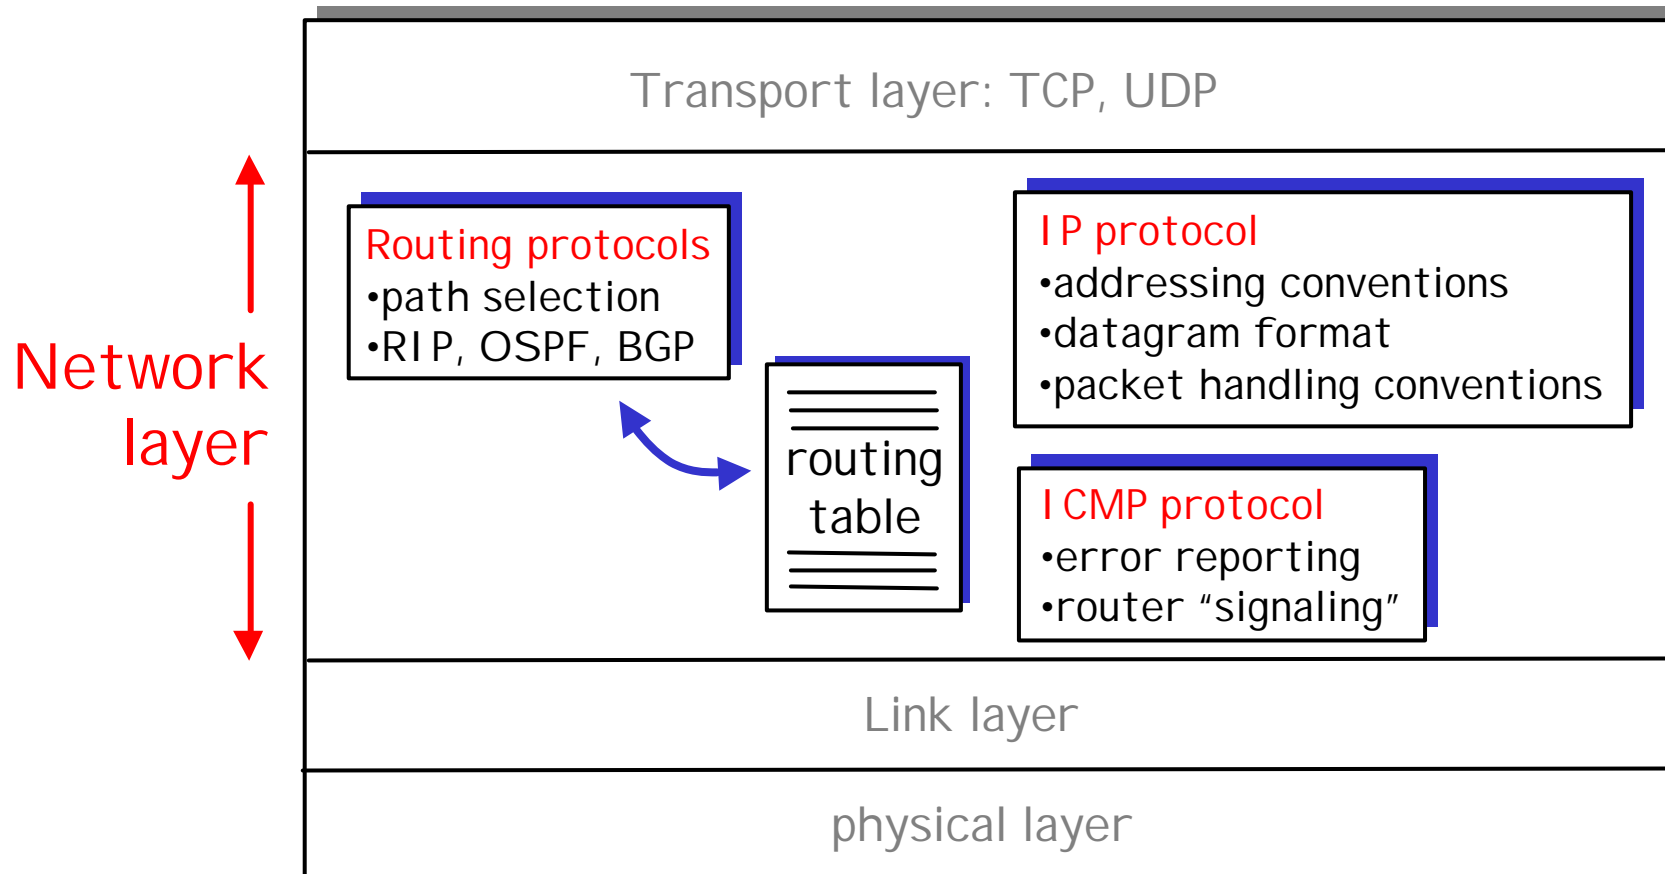 Transport layer: TCP, UDP
Network
layer
Routing protocols
•path selection
•RIP, OSPF, BGP
routing
table
IP protocol
•addressing conventions
•datagram format
•packet handling conventions
ICMP protocol
•error reporting
•router “signaling”
Link layer
physical layer